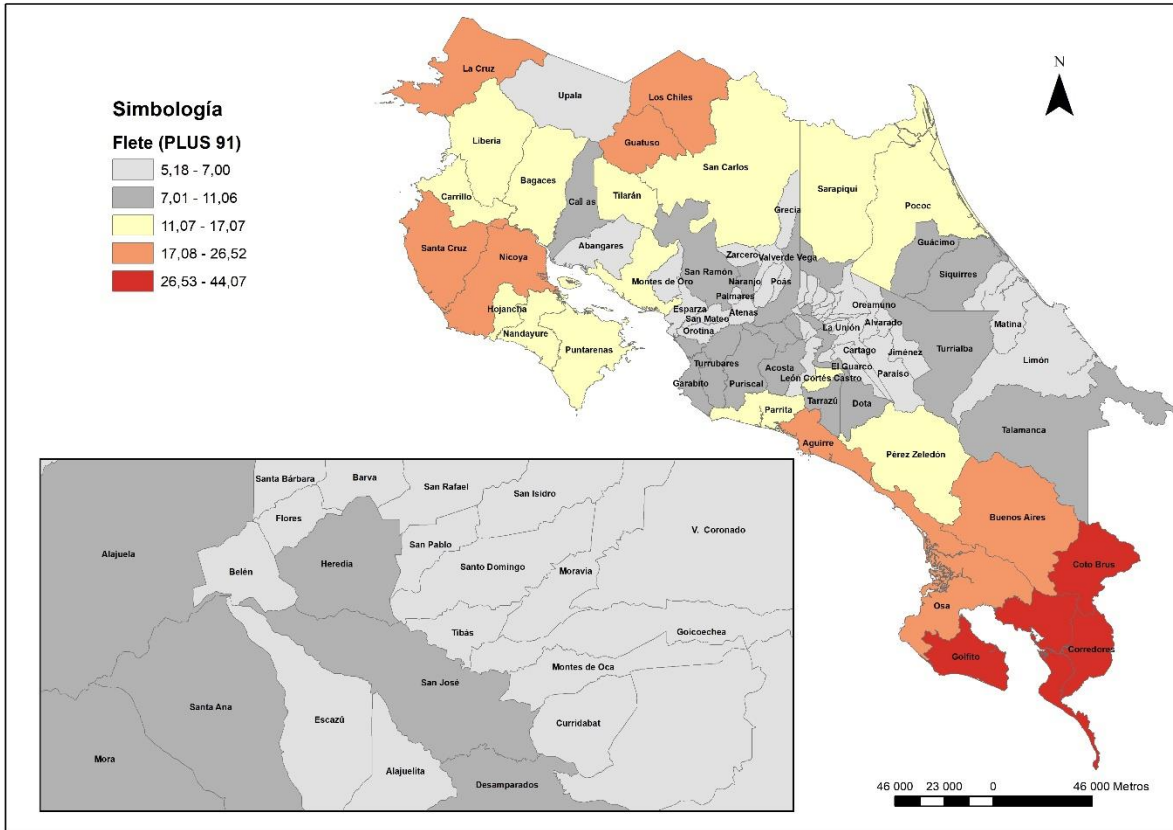 Simbología
Flete (PLUS 91)
5,18 - 7,00
7,01 - 11,06
11,07 - 17,07
17,08 - 26,52
26,53 - 44,07
N
La Cruz
Upala
Los Chiles
Liberia
Guatuso
San Carlos
Bagaces
Sarapiquí
Carrillo
Cañas
Tilarán
Pococ
Grecia
Santa Cruz
Nicoya
Abangares
Guácimo
Zarcero
Valverde Vega
Siquirres
Montes de Oro
San Ramón
Naranjo
Poás
Palmares
Oreamuno
Hojancha
Esparza
San Mateo
Atenas
Alvarado
Matina
Nandayure
Orotina
La Unión
Turrialba
Limón
Puntarenas
Cartago
Jiménez
Turrubares
Acosta
El Guarco
Paraíso
Garabito
Puriscal
León Cortés Castro
Parrita
Tarrazú
Dota
Talamanca
Aguirre
Pérez Zeledón
Buenos Aires
Coto Brus
Osa
Golfito
Corredores
Santa Bárbara
Barva
San Rafael
San Isidro
Flores
V. Coronado
Alajuela
San Pablo
Heredia
Santo Domingo
Belén
Moravia
Tibás
Goicoechea
Montes de Oca
San José
Santa Ana
Escazú
Curridabat
Mora
Alajuelita
Desamparados
46 000 23 000 0 46 000 Metros